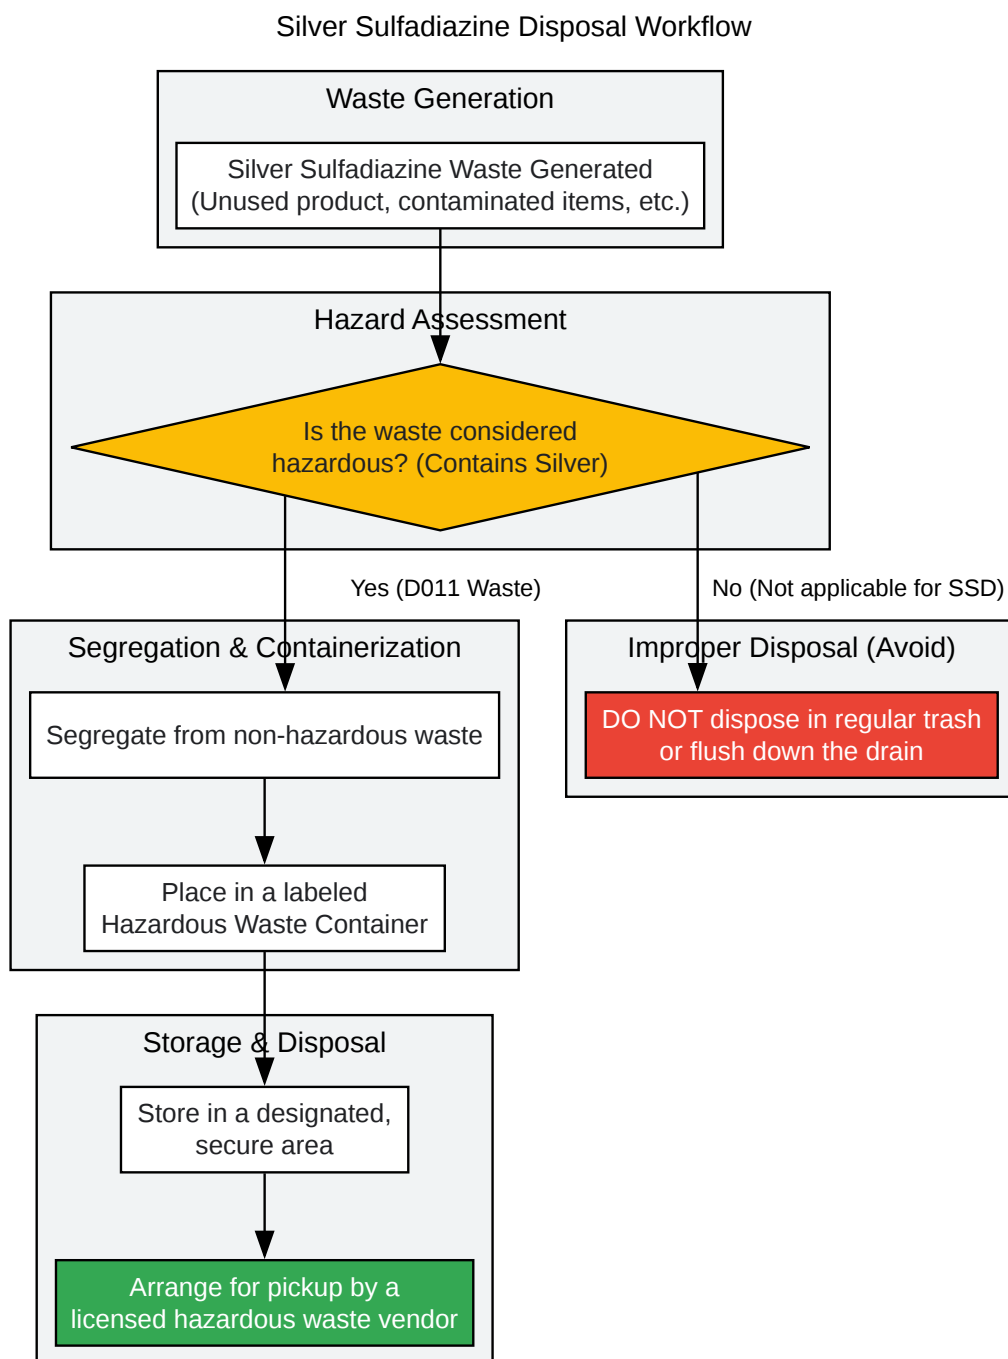 Silver Sulfadiazine Disposal Workflow
Waste Generation
Silver Sulfadiazine Waste Generated
(Unused product, contaminated items, etc.)
Hazard Assessment
Is the waste considered
hazardous? (Contains Silver)
Yes (D011 Waste)
No (Not applicable for SSD)
Segregation & Containerization
Segregate from non-hazardous waste
Place in a labeled
Hazardous Waste Container
Improper Disposal (Avoid)
DO NOT dispose in regular trash
or flush down the drain
Storage & Disposal
Store in a designated,
secure area
Arrange for pickup by a
licensed hazardous waste vendor